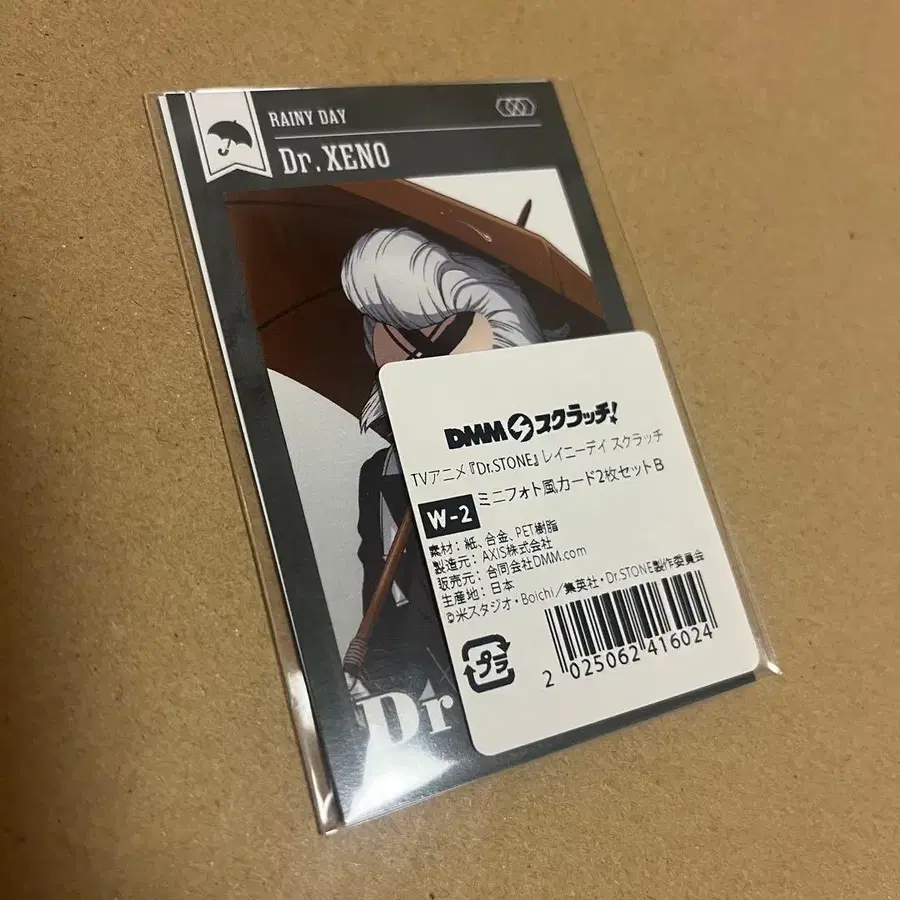 RAINY DAY
Dr.XENO
DMMスクラッチ!
TVアニメ『Dr.STONE』レイニーデイ スクラッチ
W-2 ミニフォト風カード2枚セットB
素材：紙、合金、PET樹脂
製造元：AXIS株式会社
販売元：合同会社DMM.com
生産地：日本
©米スタジオ・Boichi／集英社・Dr.STONE製作委員会
プラ
2 025062 416024
Dr